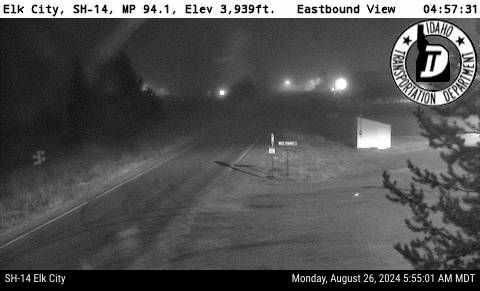 Elk City, SH-14, MP 94.1, Elev 3,939ft. Eastbound View 04:57:31
IDAHO
TRANSPORTATION DEPARTMENT
SH-14 Elk City Monday, August 26, 2024 5:55:01 AM MDT